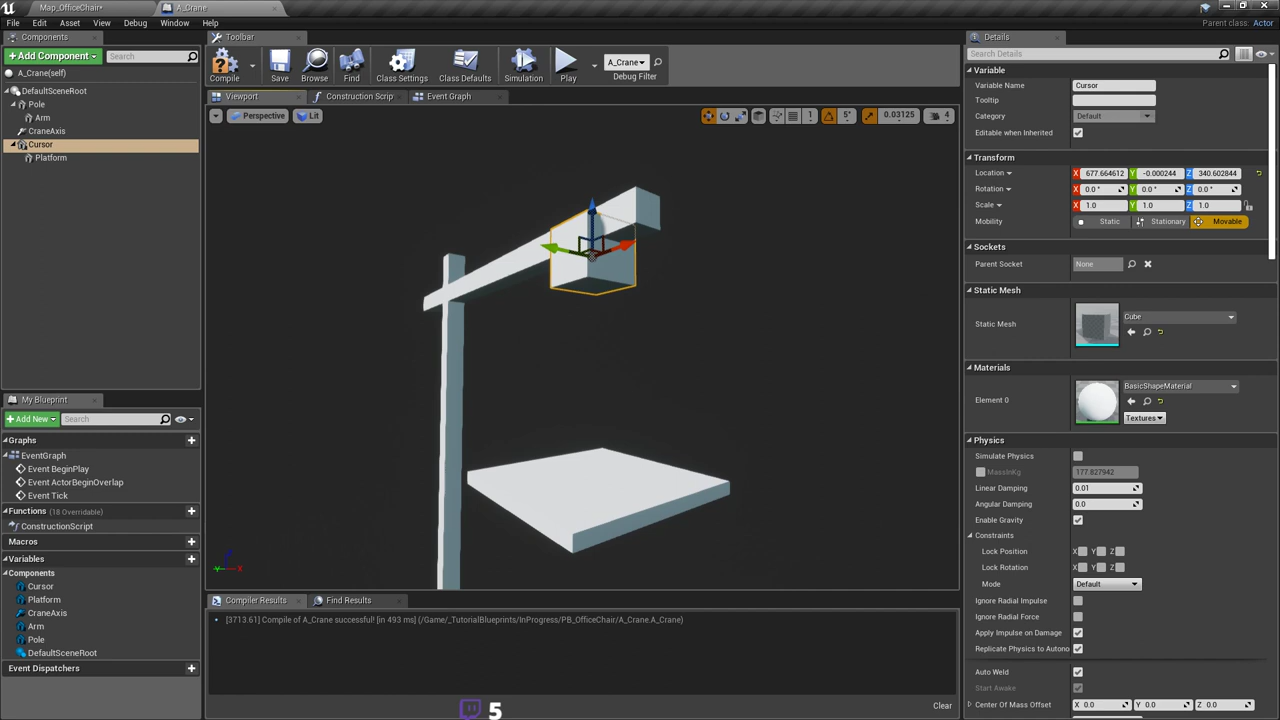 Map_OfficeChair*
A_Crane
File Edit Asset View Debug Window Help
Parent class: Actor
Components
Toolbar
Details
+ Add Component
Search
Compile
Save
Browse
Find
Class Settings
Class Defaults
Simulation
Play
A_Crane
Debug Filter
Search Details
A_Crane(self)
DefaultSceneRoot
Pole
Arm
CraneAxis
Cursor
Platform
Viewport
Construction Scrip
Event Graph
Perspective
Lit
1
5°
0.03125
4
Variable
Variable Name Cursor
Tooltip
Category Default
Editable when Inherited
Transform
Location X 677.664612 Y -0.000244 Z 340.602844
Rotation X 0.0 ° Y 0.0 ° Z 0.0 °
Scale X 1.0 Y 1.0 Z 1.0
Mobility Static Stationary Movable
Sockets
Parent Socket None
Static Mesh
Static Mesh Cube
Materials
Element 0 BasicShapeMaterial
Textures
Physics
Simulate Physics
MassInKg 177.827942
Linear Damping 0.01
Angular Damping 0.0
Enable Gravity
Constraints
Lock Position X Y Z
Lock Rotation X Y Z
Mode Default
Ignore Radial Impulse
Ignore Radial Force
Apply Impulse on Damage
Replicate Physics to Autono
Auto Weld
Start Awake
Center Of Mass Offset X 0.0 Y 0.0 Z 0.0
My Blueprint
+ Add New
Search
Graphs
EventGraph
Event BeginPlay
Event ActorBeginOverlap
Event Tick
Functions (18 Overridable)
ConstructionScript
Macros
Variables
Components
Cursor
Platform
CraneAxis
Arm
Pole
DefaultSceneRoot
Event Dispatchers
X
Compiler Results
Find Results
[3713.61] Compile of A_Crane successful! [in 493 ms] (/Game/_TutorialBlueprints/InProgress/PB_OfficeChair/A_Crane.A_Crane)
Clear
5